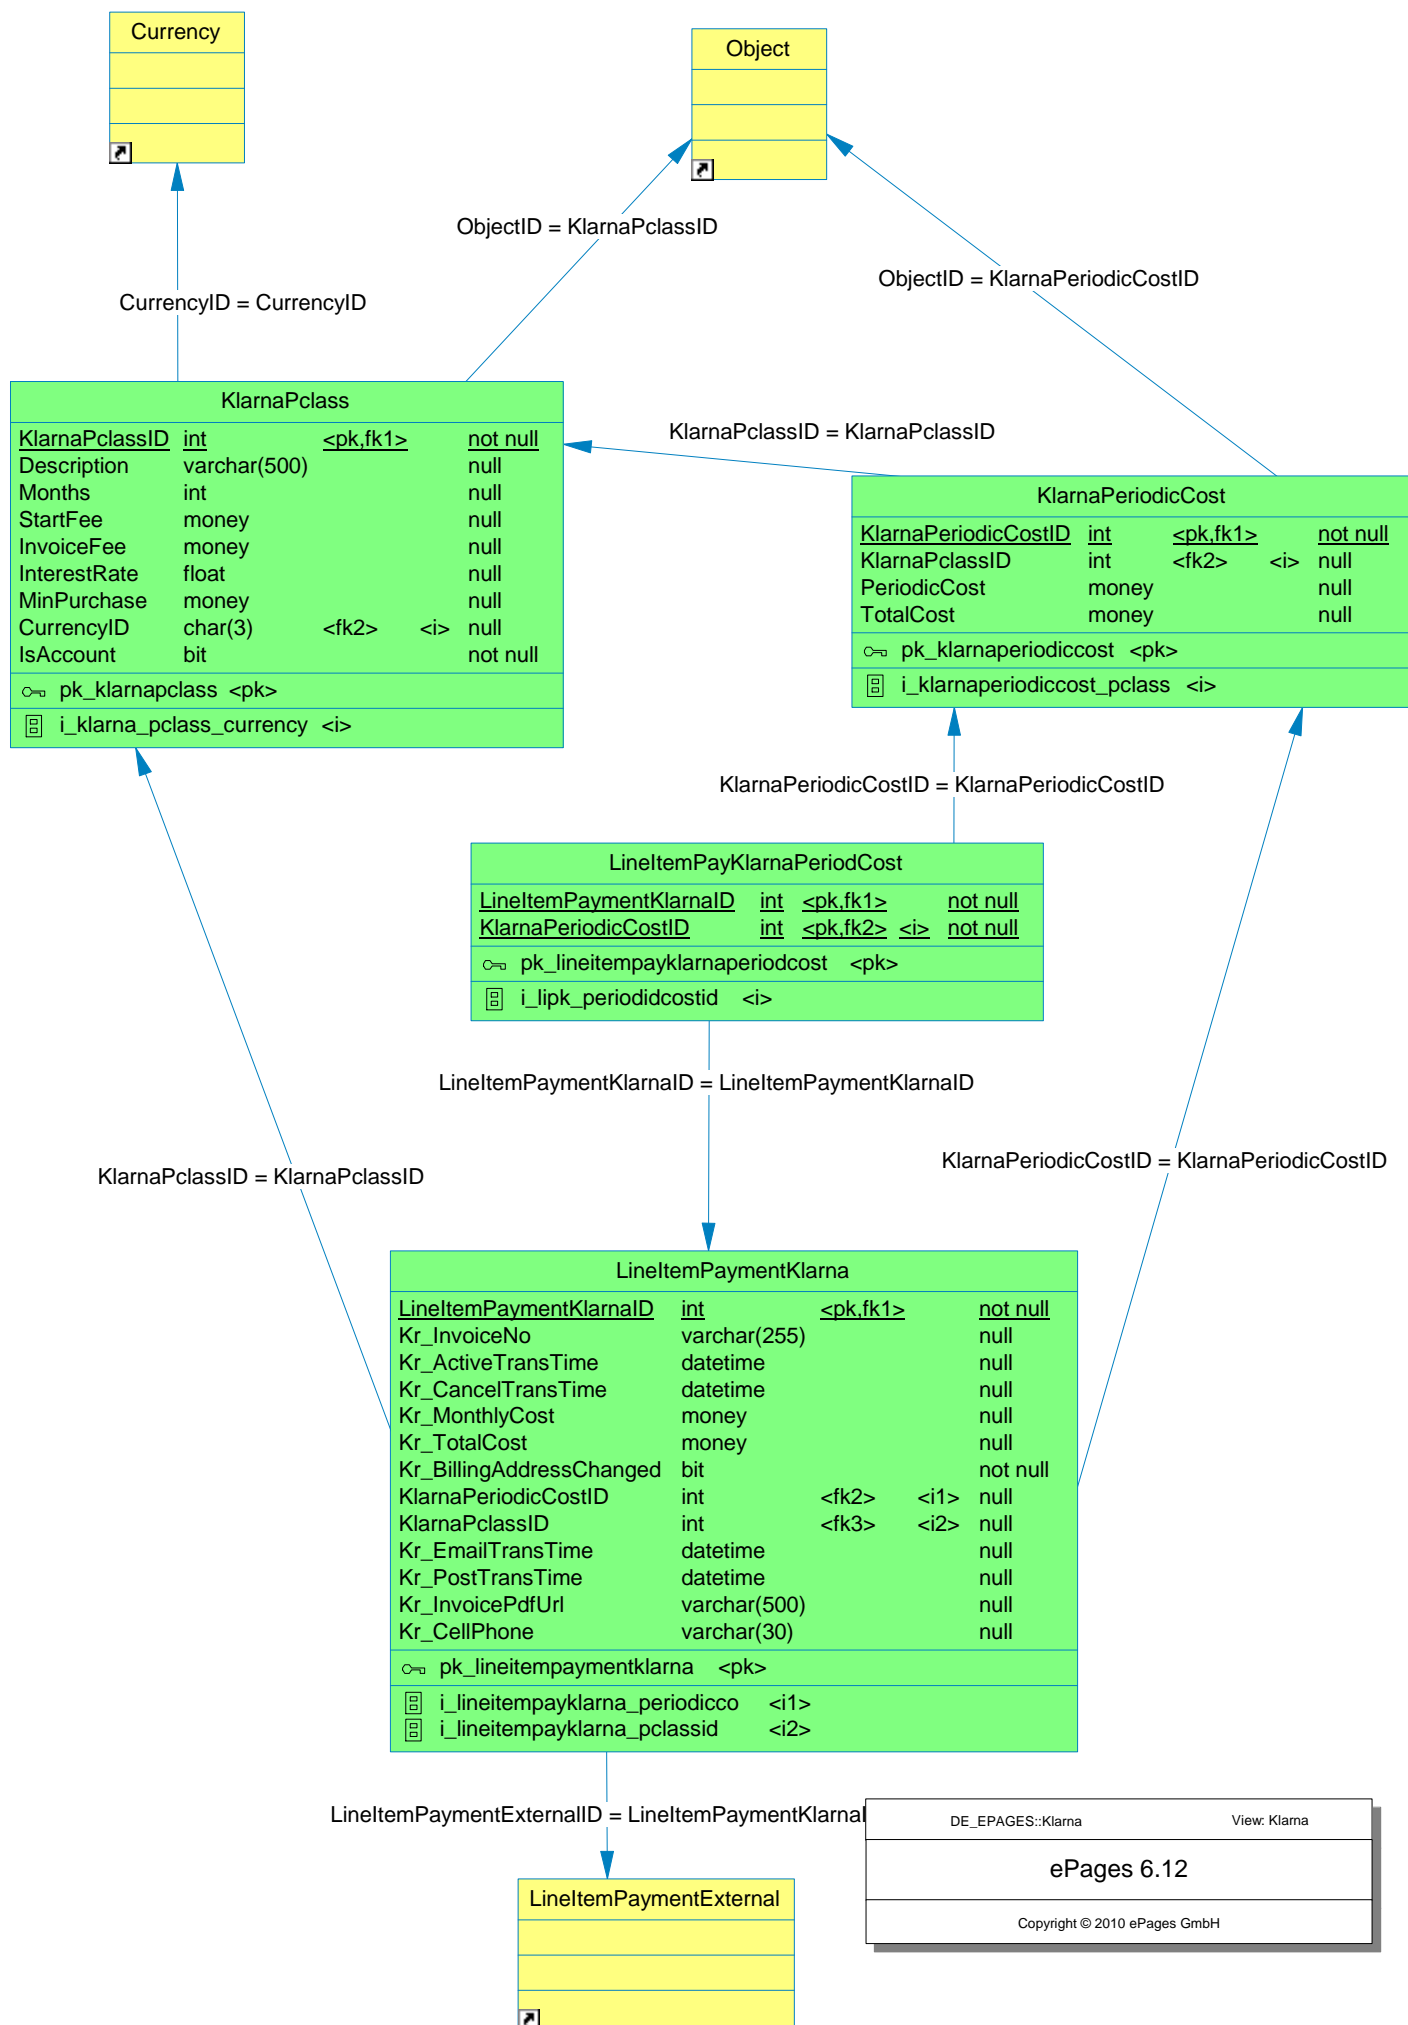 Currency
Object
ObjectID = KlarnaPclassID
ObjectID = KlarnaPeriodicCostID
CurrencyID = CurrencyID
KlarnaPclass
KlarnaPclassID int <pk,fk1> not null
Description varchar(500) null
Months int null
StartFee money null
InvoiceFee money null
InterestRate float null
MinPurchase money null
CurrencyID char(3) <fk2> <i> null
IsAccount bit not null
pk_klarnapclass <pk>
i_klarna_pclass_currency <i>
KlarnaPclassID = KlarnaPclassID
KlarnaPeriodicCost
KlarnaPeriodicCostID int <pk,fk1> not null
KlarnaPclassID int <fk2> <i> null
PeriodicCost money null
TotalCost money null
pk_klarnaperiodiccost <pk>
i_klarnaperiodiccost_pclass <i>
KlarnaPeriodicCostID = KlarnaPeriodicCostID
LineItemPayKlarnaPeriodCost
LineItemPaymentKlarnaID int <pk,fk1> not null
KlarnaPeriodicCostID int <pk,fk2> <i> not null
pk_lineitempayklarnaperiodcost <pk>
i_lipk_periodidcostid <i>
LineItemPaymentKlarnaID = LineItemPaymentKlarnaID
KlarnaPclassID = KlarnaPclassID
KlarnaPeriodicCostID = KlarnaPeriodicCostID
LineItemPaymentKlarna
LineItemPaymentKlarnaID int <pk,fk1> not null
Kr_InvoiceNo varchar(255) null
Kr_ActiveTransTime datetime null
Kr_CancelTransTime datetime null
Kr_MonthlyCost money null
Kr_TotalCost money null
Kr_BillingAddressChanged bit not null
KlarnaPeriodicCostID int <fk2> <i1> null
KlarnaPclassID int <fk3> <i2> null
Kr_EmailTransTime datetime null
Kr_PostTransTime datetime null
Kr_InvoicePdfUrl varchar(500) null
Kr_CellPhone varchar(30) null
pk_lineitempaymentklarna <pk>
i_lineitempayklarna_periodicco <i1>
i_lineitempayklarna_pclassid <i2>
LineItemPaymentExternalID = LineItemPaymentKlarnaI
DE_EPAGES::Klarna View: Klarna
ePages 6.12
Copyright © 2010 ePages GmbH
LineItemPaymentExternal